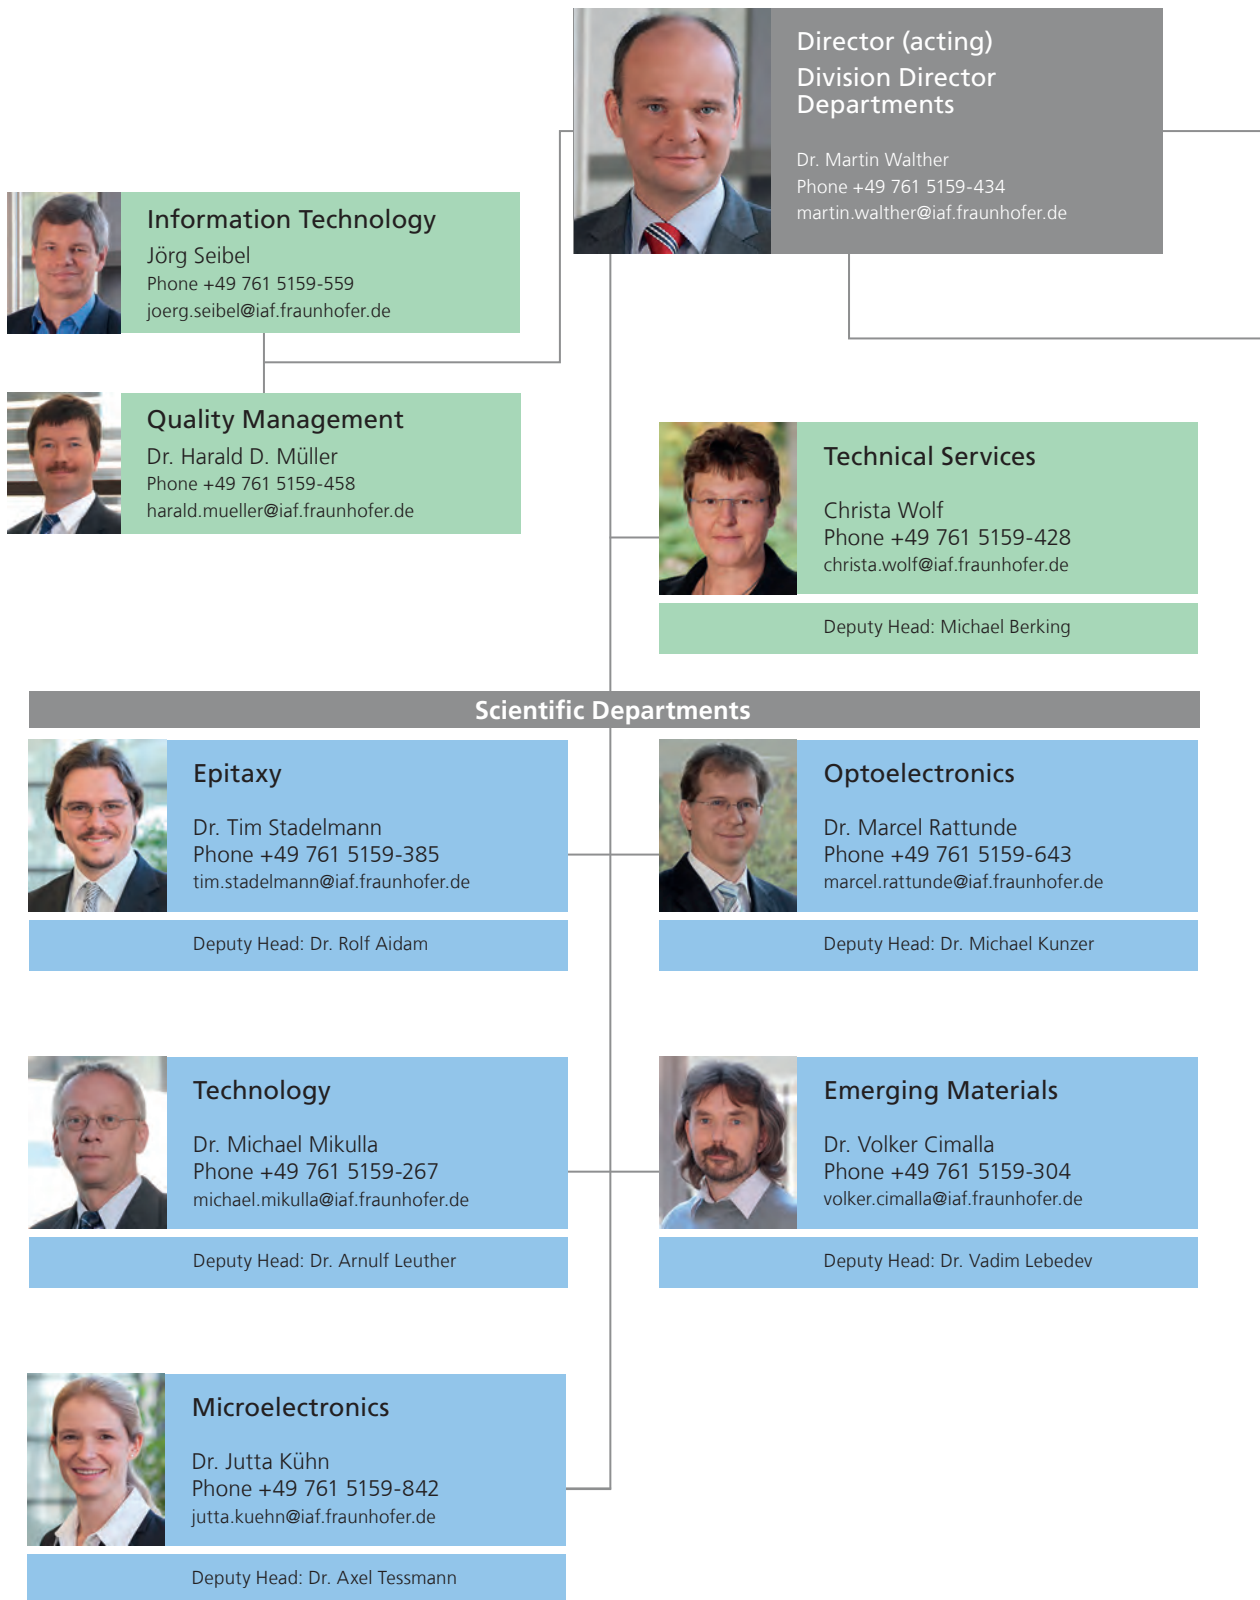 Director (acting)
Division Director
Departments
Dr. Martin Walther
Phone +49 761 5159-434
martin.walther@iaf.fraunhofer.de
Information Technology
Jörg Seibel
Phone +49 761 5159-559
joerg.seibel@iaf.fraunhofer.de
Quality Management
Dr. Harald D. Müller
Phone +49 761 5159-458
harald.mueller@iaf.fraunhofer.de
Technical Services
Christa Wolf
Phone +49 761 5159-428
christa.wolf@iaf.fraunhofer.de
Deputy Head: Michael Berking
Scientific Departments
Epitaxy
Dr. Tim Stadelmann
Phone +49 761 5159-385
tim.stadelmann@iaf.fraunhofer.de
Deputy Head: Dr. Rolf Aidam
Optoelectronics
Dr. Marcel Rattunde
Phone +49 761 5159-643
marcel.rattunde@iaf.fraunhofer.de
Deputy Head: Dr. Michael Kunzer
Technology
Dr. Michael Mikulla
Phone +49 761 5159-267
michael.mikulla@iaf.fraunhofer.de
Deputy Head: Dr. Arnulf Leuther
Emerging Materials
Dr. Volker Cimalla
Phone +49 761 5159-304
volker.cimalla@iaf.fraunhofer.de
Deputy Head: Dr. Vadim Lebedev
Microelectronics
Dr. Jutta Kühn
Phone +49 761 5159-842
jutta.kuehn@iaf.fraunhofer.de
Deputy Head: Dr. Axel Tessmann